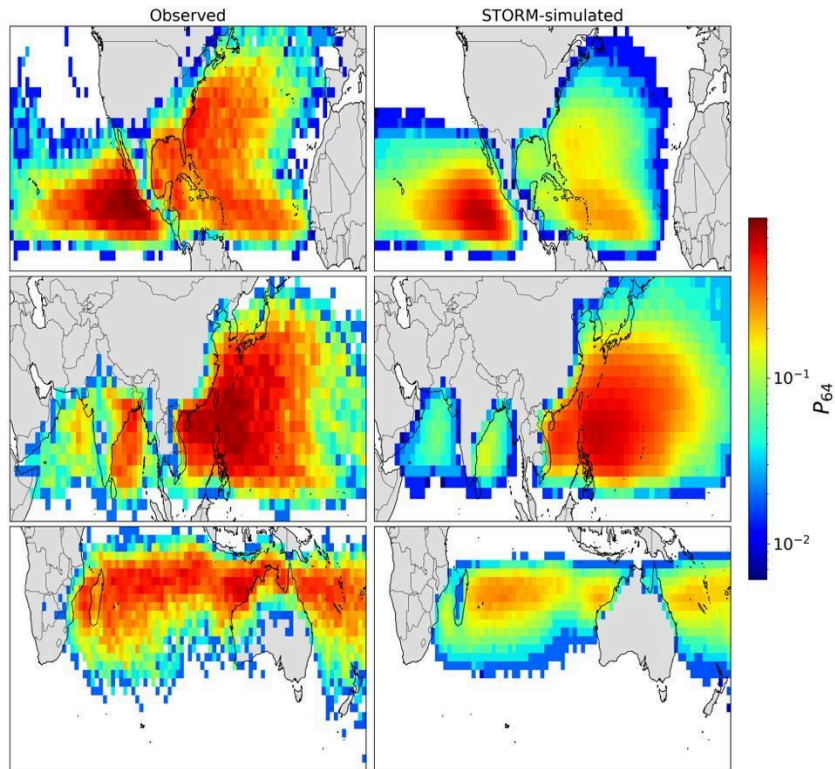 Observed
STORM-simulated
10⁻¹
P₆₄
10⁻²